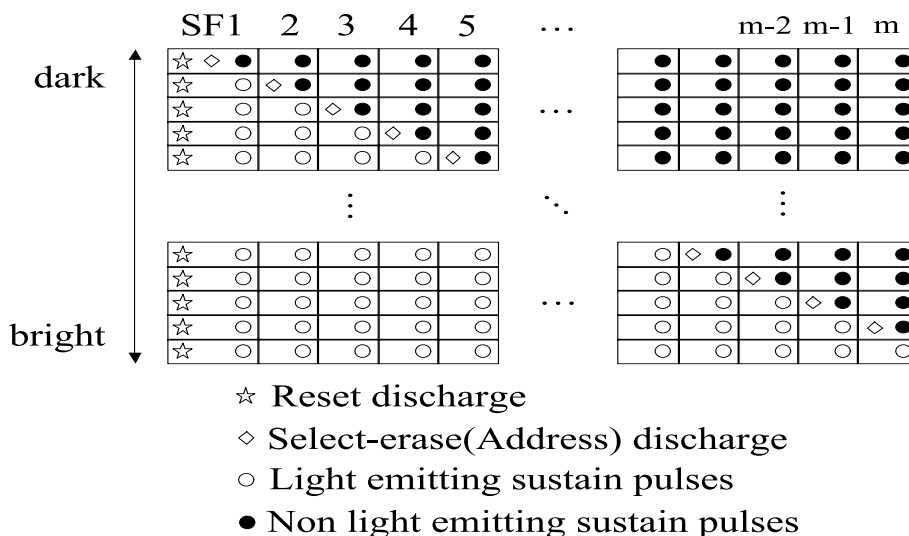 SF1 2 3 4 5 ... m-2 m-1 m
dark
bright
Reset discharge
Select-erase(Address) discharge
Light emitting sustain pulses
Non light emitting sustain pulses